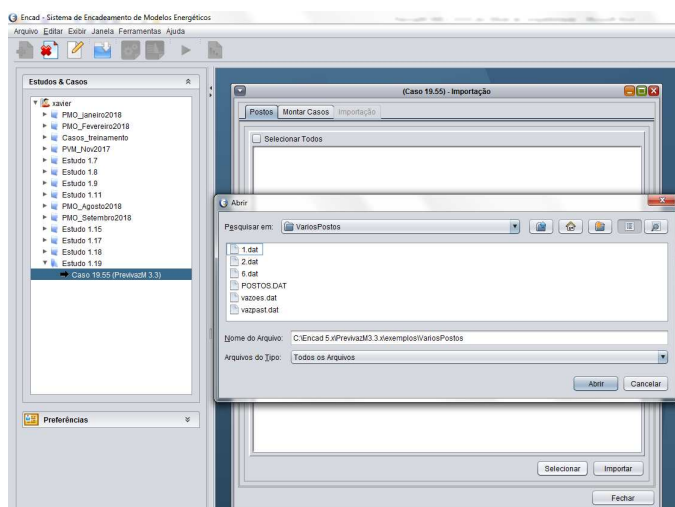 Encad - Sistema de Encadeamento de Modelos Energéticos
Arquivo Editar Exibir Janela Ferramentas Ajuda
Estudos & Casos
xavier
PMO_janeiro2018
PMO_Fevereiro2018
Casos_treinamento
PVM_Nov2017
Estudo 1.7
Estudo 1.8
Estudo 1.9
Estudo 1.11
PMO_Agosto2018
PMO_Setembro2018
Estudo 1.15
Estudo 1.17
Estudo 1.18
Estudo 1.19
Caso 19.55 (PrevivazM 3.3)
Preferências
(Caso 19.55) - Importação
Postos Montar Casos Importação
Selecionar Todos
Abrir
Pesquisar em: VariosPostos
1.dat
2.dat
6.dat
POSTOS.DAT
vazoes.dat
vazpast.dat
Nome do Arquivo: C:\Encad 5.x\PrevivazM3.3.x\exemplos\VariosPostos
Arquivos do Tipo: Todos os Arquivos
Abrir Cancelar
Selecionar Importar
Fechar